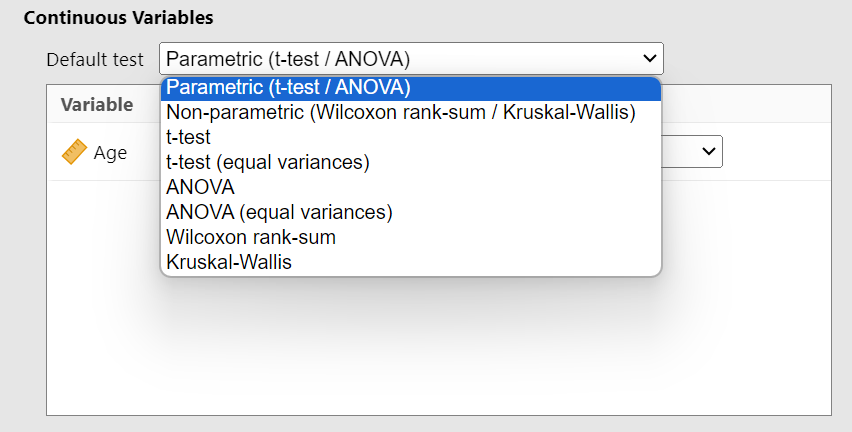 Continuous Variables
Default test Parametric (t-test / ANOVA)
Parametric (t-test / ANOVA)
Variable
Non-parametric (Wilcoxon rank-sum / Kruskal-Wallis)
t-test
Age
t-test (equal variances)
ANOVA
ANOVA (equal variances)
Wilcoxon rank-sum
Kruskal-Wallis